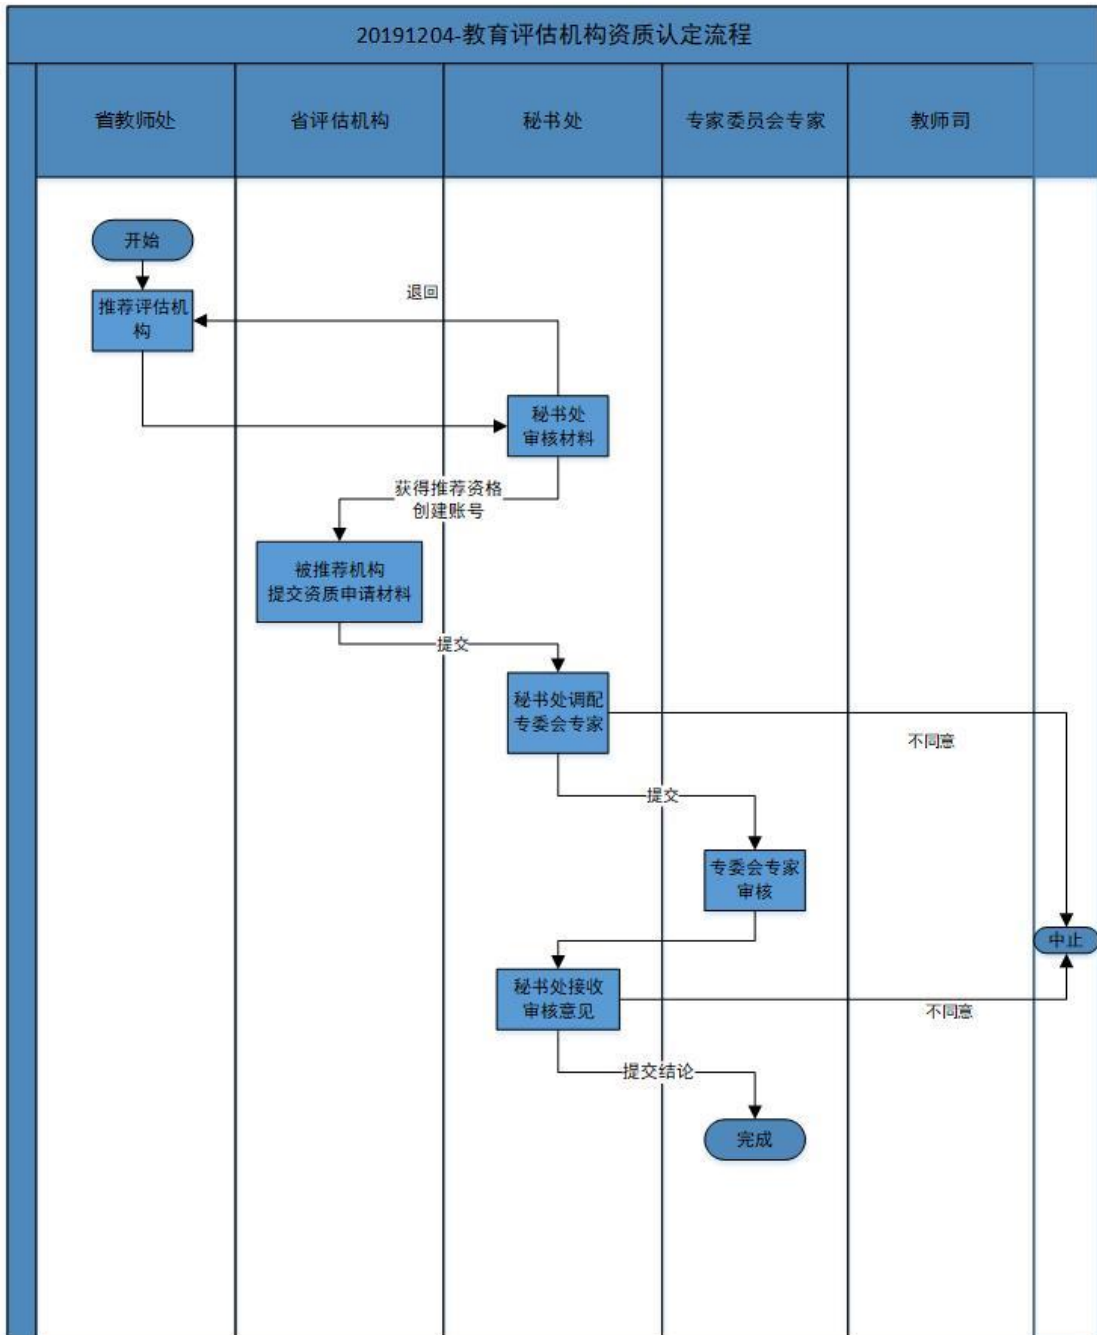 20191204-教育评估机构资质认定流程
省教师处
省评估机构
秘书处
专家委员会专家
教师司
开始
退回
推荐评估机
构
秘书处
审核材料
获得推荐资格
创建账号
被推荐机构
提交资质申请材料
提交
秘书处调配
专委会专家
不同意
提交
专委会专家
审核
中止
秘书处接收
审核意见
不同意
提交结论
完成